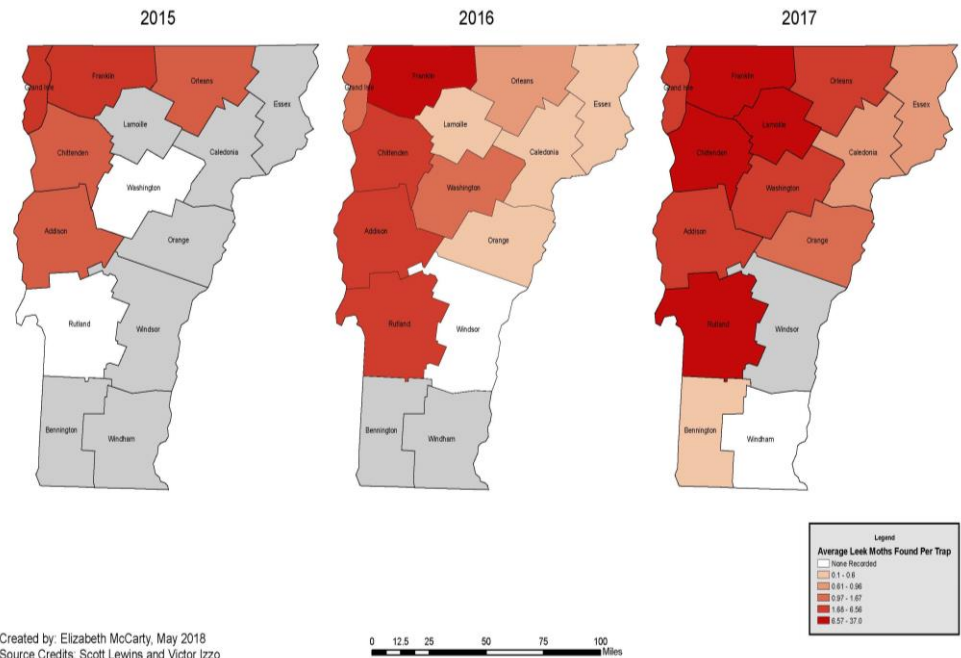 2015
2016
2017
Grand Isle
Franklin
Orleans
Essex
Lamoille
Caledonia
Chittenden
Washington
Addison
Orange
Rutland
Windsor
Bennington
Windham
Grand Isle
Franklin
Orleans
Essex
Lamoille
Caledonia
Chittenden
Washington
Addison
Orange
Rutland
Windsor
Bennington
Windham
Grand Isle
Franklin
Orleans
Essex
Lamoille
Caledonia
Chittenden
Washington
Addison
Orange
Rutland
Windsor
Bennington
Windham
Legend
Average Leek Moths Found Per Trap
None Recorded
0.1 - 0.6
0.61 - 0.96
0.97 - 1.67
1.68 - 6.56
6.57 - 37.0
Created by: Elizabeth McCarty, May 2018
Source Credits: Scott Lewins and Victor Izzo
0 12.5 25 50 75 100
Miles